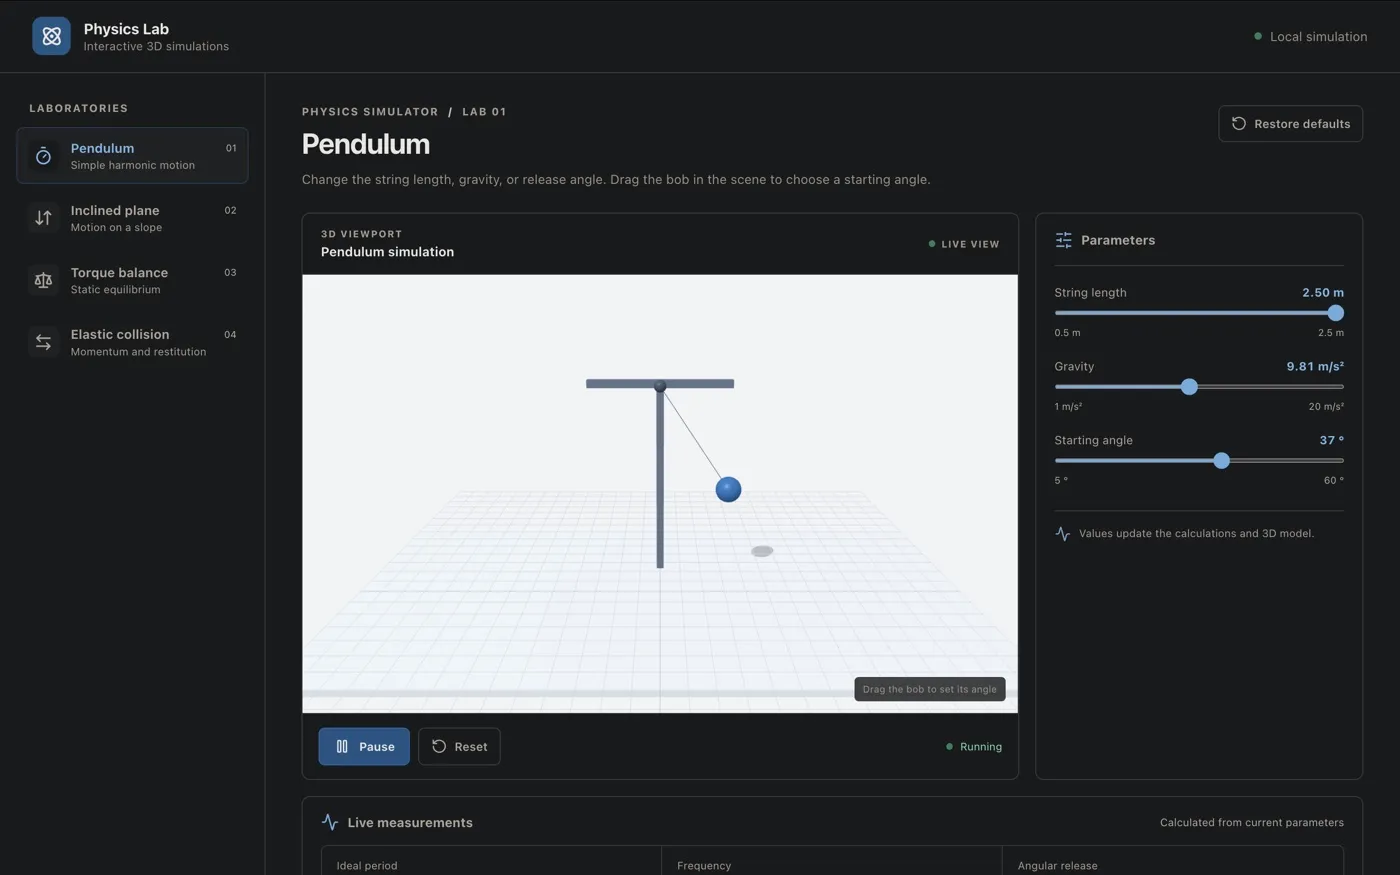 Physics Lab
Interactive 3D simulations
Local simulation
LABORATORIES
Pendulum
01
Simple harmonic motion
Inclined plane
02
Motion on a slope
Torque balance
03
Static equilibrium
Elastic collision
04
Momentum and restitution
PHYSICS SIMULATOR / LAB 01
Pendulum
Change the string length, gravity, or release angle. Drag the bob in the scene to choose a starting angle.
Restore defaults
3D VIEWPORT
Pendulum simulation
LIVE VIEW
Drag the bob to set its angle
Pause
Reset
Running
Parameters
String length
2.50 m
0.5 m
2.5 m
Gravity
9.81 m/s²
1 m/s²
20 m/s²
Starting angle
37 °
5 °
60 °
Values update the calculations and 3D model.
Live measurements
Calculated from current parameters
Ideal period
Frequency
Angular release